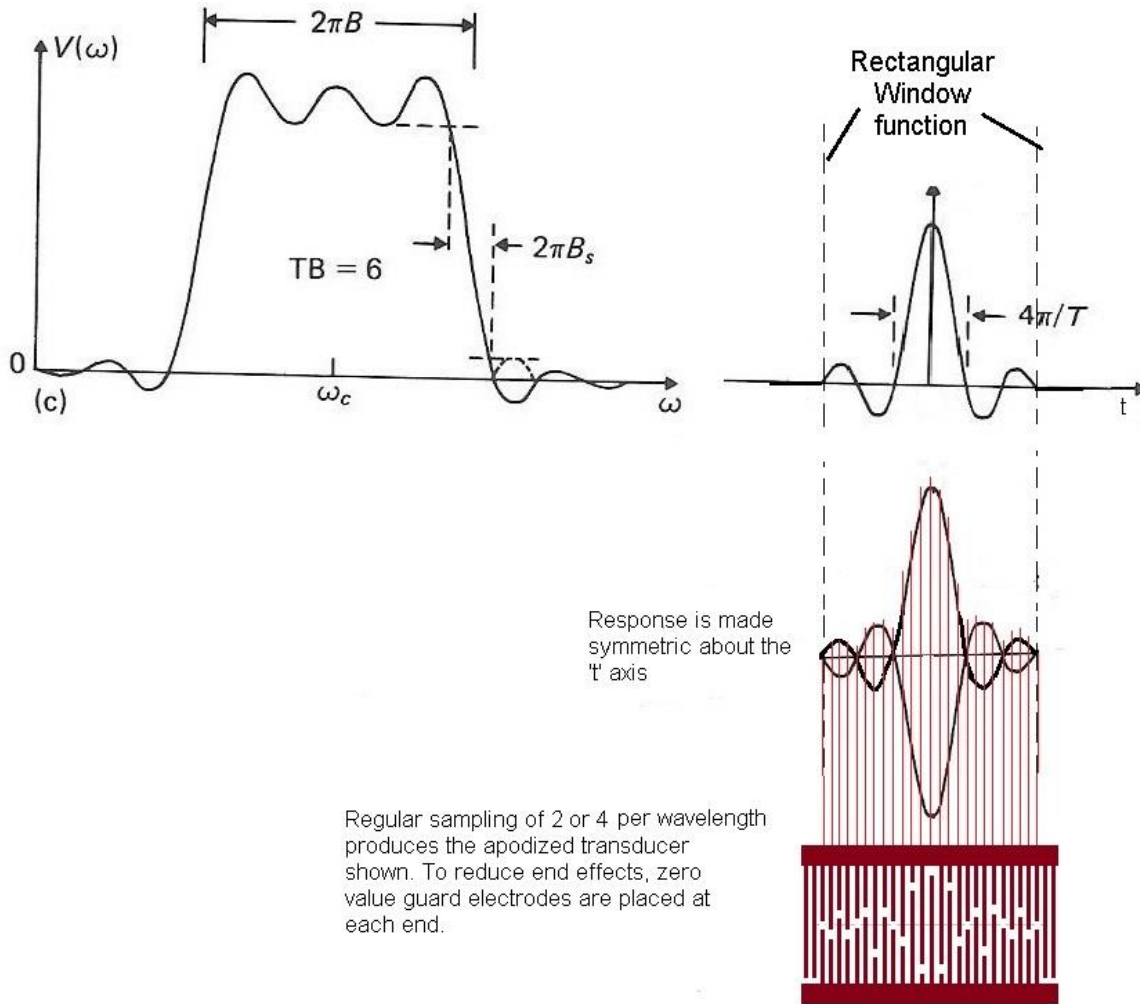 2πB
V(ω)
TB = 6
2πB_s
0
(c)
ω_c
ω
Rectangular
Window
function
4π/T
t
Response is made
symmetric about the
't' axis
Regular sampling of 2 or 4 per wavelength
produces the apodized transducer
shown. To reduce end effects, zero
value guard electrodes are placed at
each end.